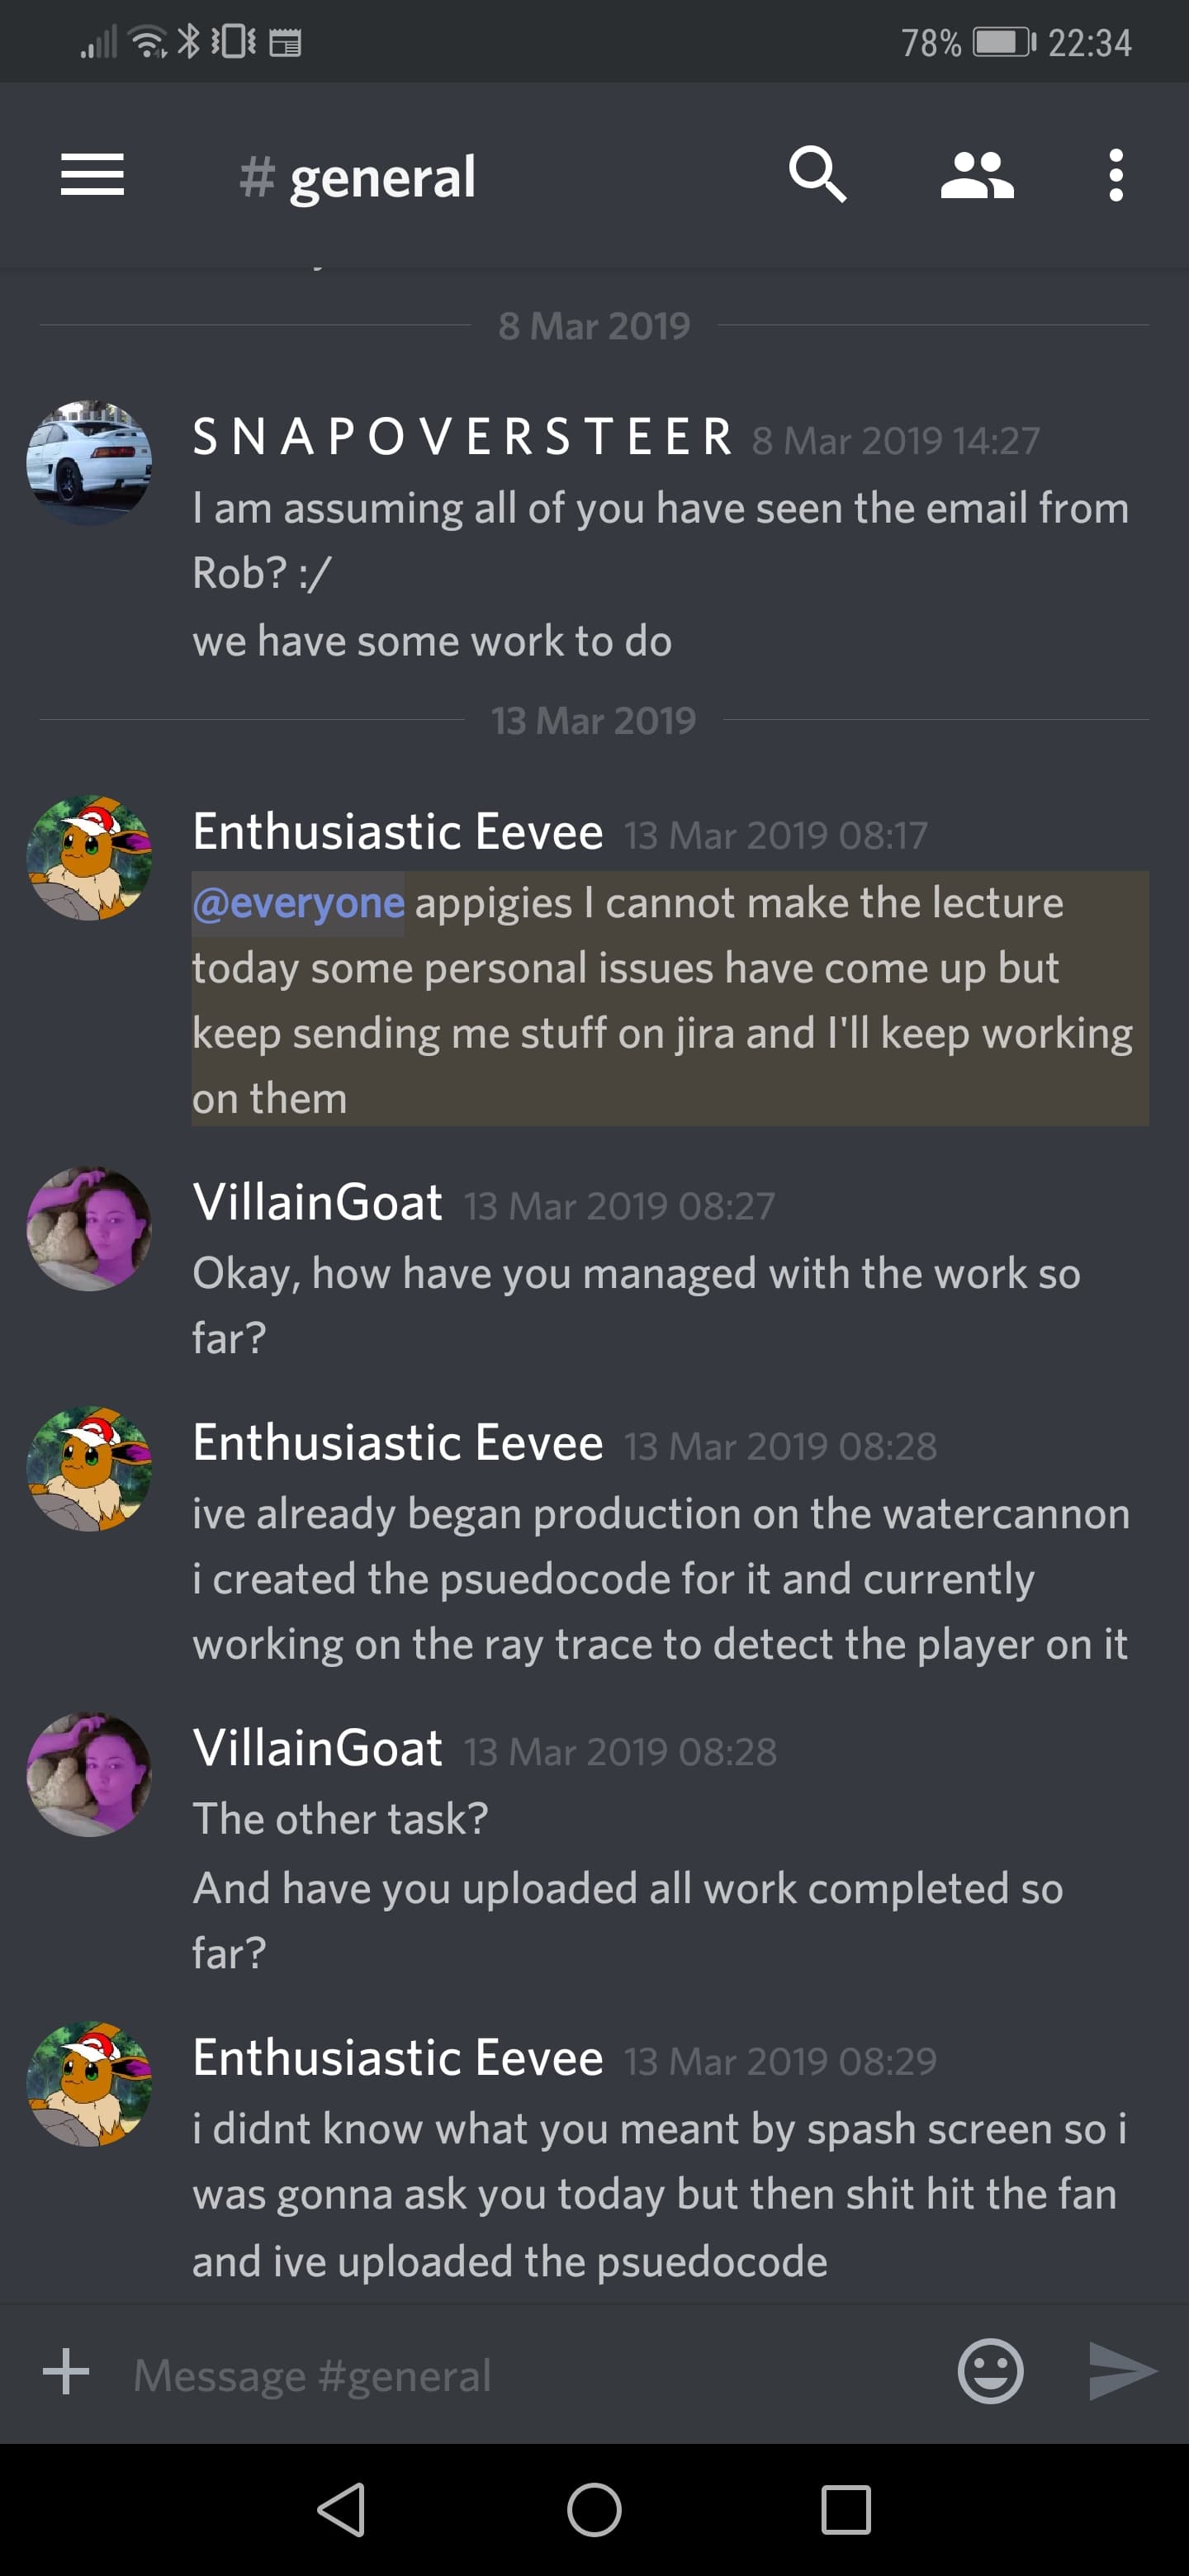 78% 22:34
# general
8 Mar 2019
S N A P O V E R S T E E R 8 Mar 2019 14:27
I am assuming all of you have seen the email from
Rob? :/
we have some work to do
13 Mar 2019
Enthusiastic Eevee 13 Mar 2019 08:17
@everyone appigies I cannot make the lecture
today some personal issues have come up but
keep sending me stuff on jira and I'll keep working
on them
VillainGoat 13 Mar 2019 08:27
Okay, how have you managed with the work so
far?
Enthusiastic Eevee 13 Mar 2019 08:28
ive already began production on the watercannon
i created the psuedocode for it and currently
working on the ray trace to detect the player on it
VillainGoat 13 Mar 2019 08:28
The other task?
And have you uploaded all work completed so
far?
Enthusiastic Eevee 13 Mar 2019 08:29
i didnt know what you meant by spash screen so i
was gonna ask you today but then shit hit the fan
and ive uploaded the psuedocode
Message #general